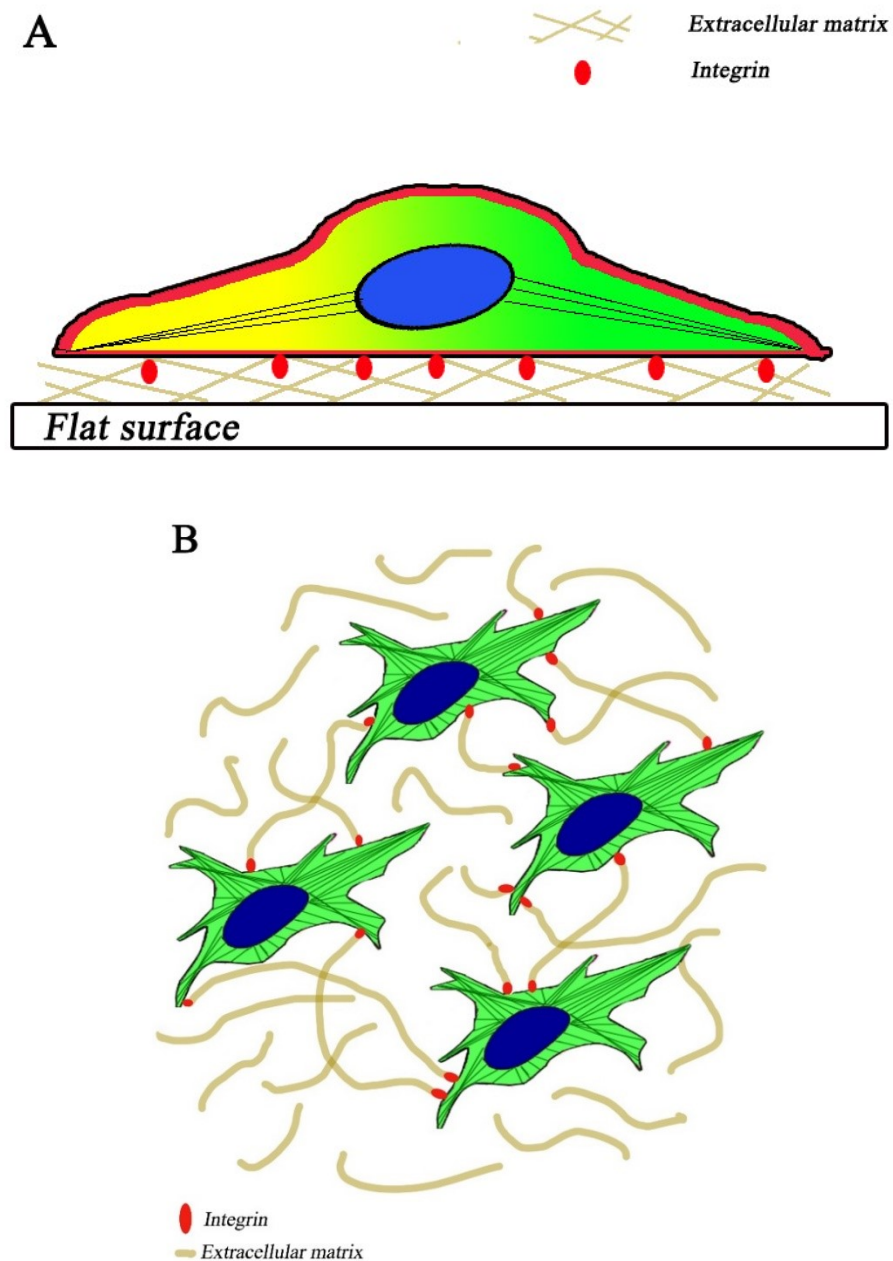 A
Extracellular matrix
Integrin
Flat surface
B
Integrin
Extracellular matrix